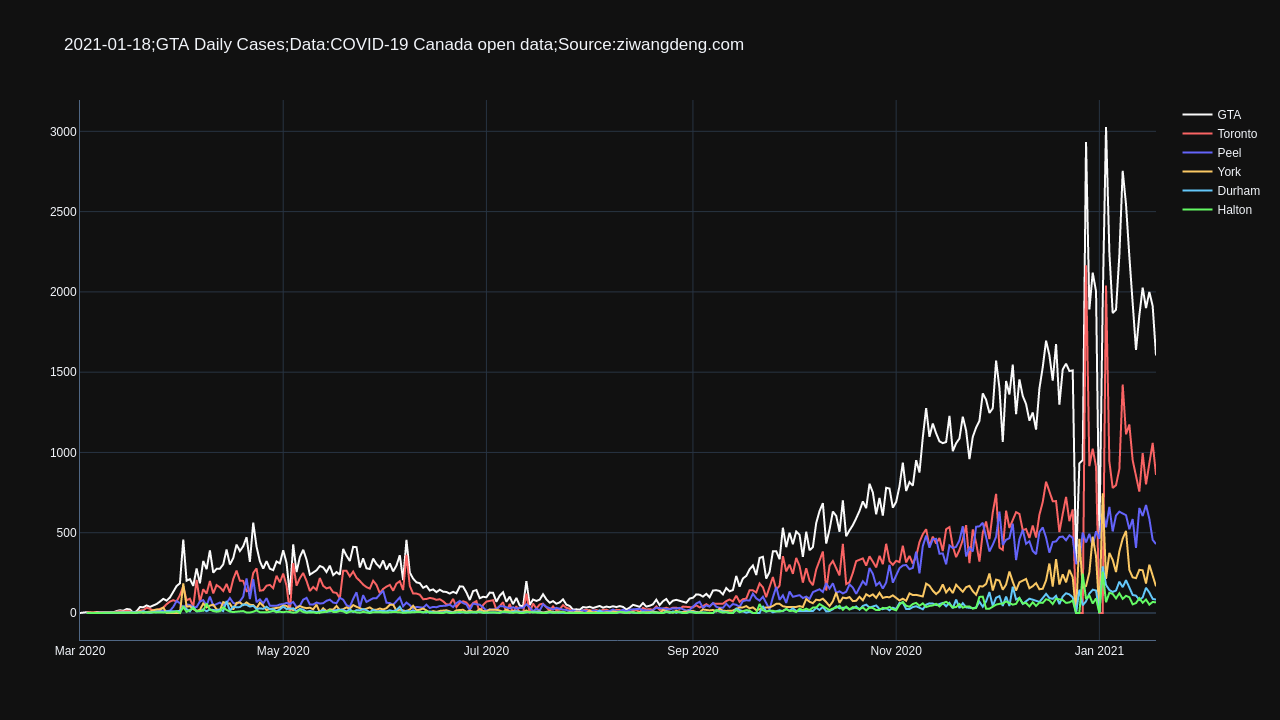 2021-01-18;GTA Daily Cases;Data:COVID-19 Canada open data;Source:ziwangdeng.com
3000
2500
2000
1500
1000
500
0
Mar 2020
May 2020
Jul 2020
Sep 2020
Nov 2020
Jan 2021
GTA
Toronto
Peel
York
Durham
Halton